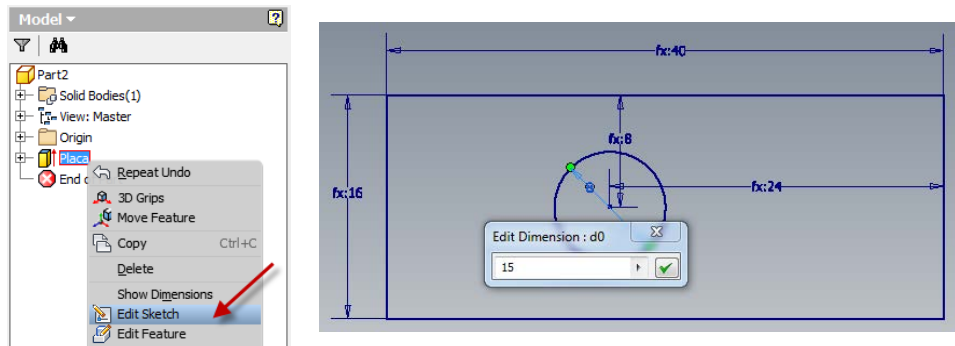 Model
Part2
Solid Bodies(1)
View: Master
Origin
Placa
End o
Repeat Undo
3D Grips
Move Feature
Copy Ctrl+C
Delete
Show Dimensions
Edit Sketch
Edit Feature
fx:40
fx:8
fx:16
fx:24
Edit Dimension : d0
15